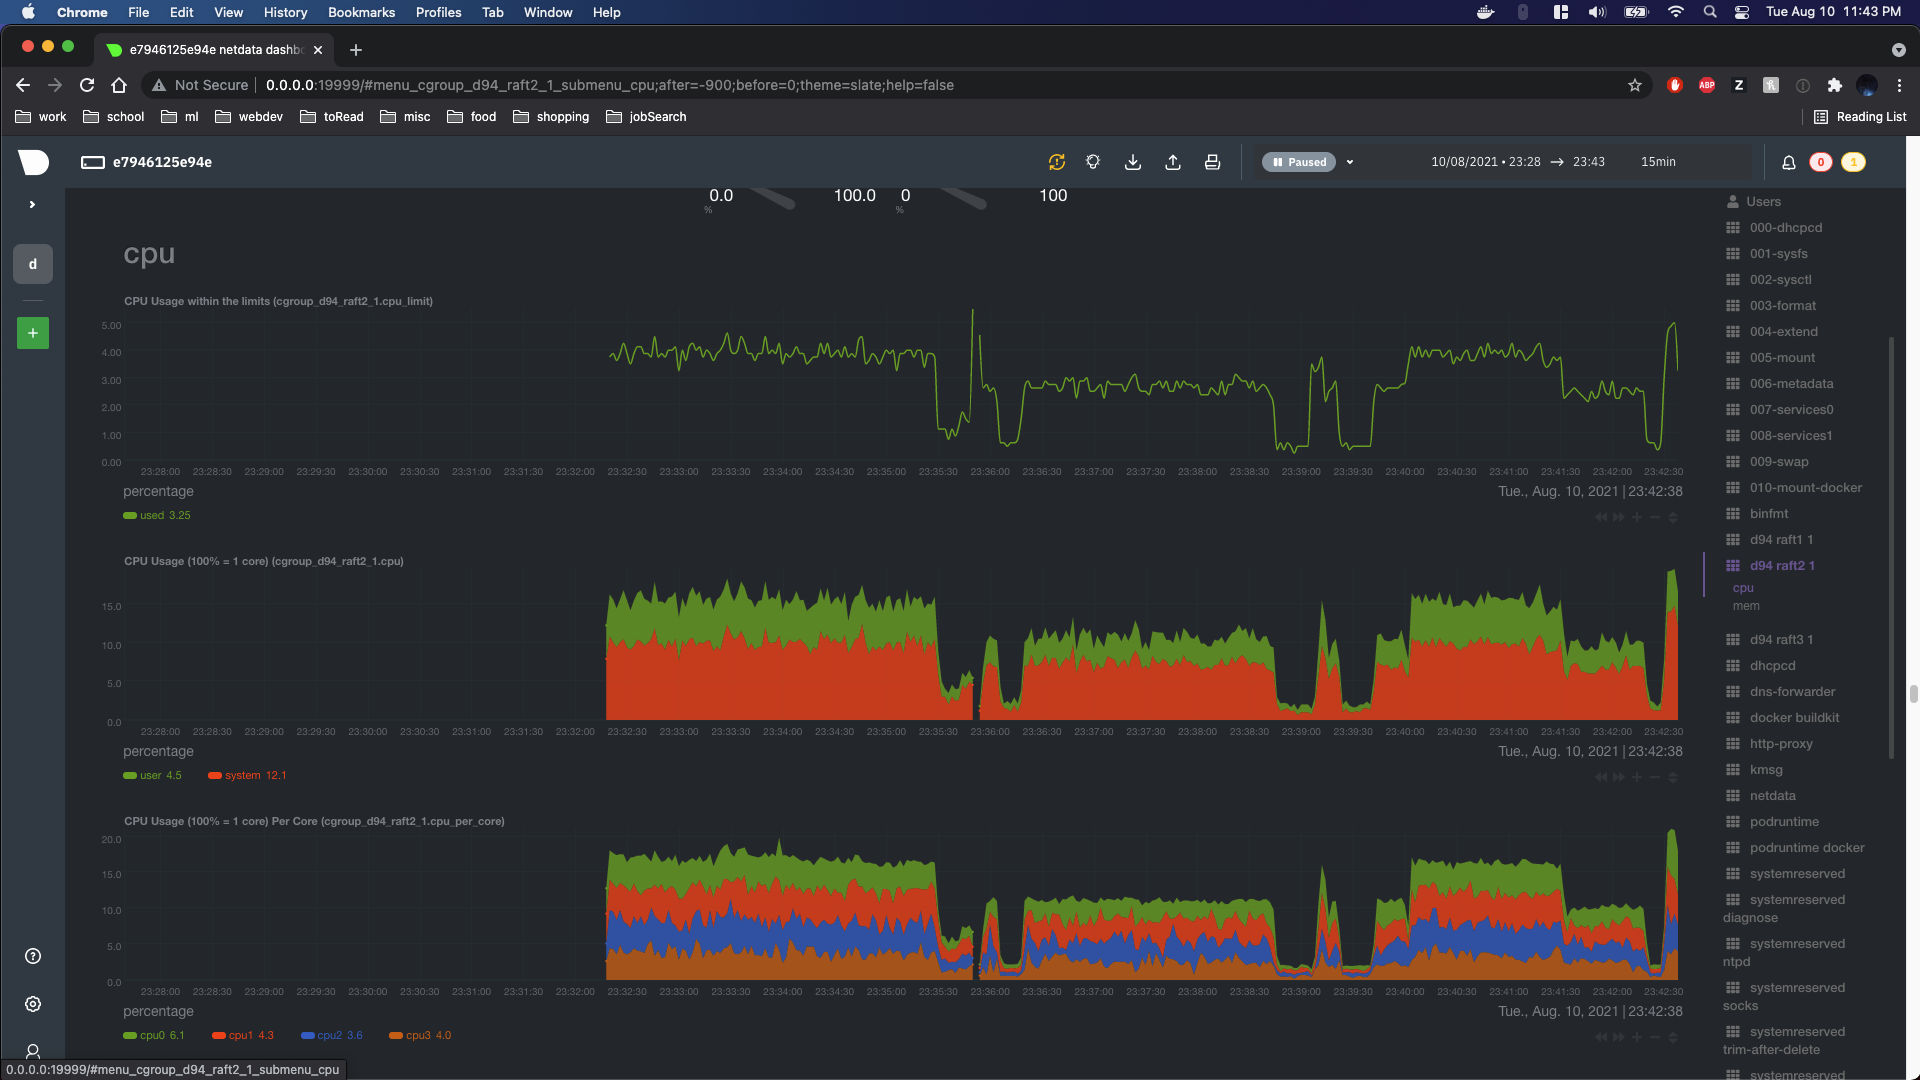 Chrome File Edit View History Bookmarks Profiles Tab Window Help Tue Aug 10 11:43 PM
e7946125e94e netdata dashb
Not Secure 0.0.0.0:19999/#menu_cgroup_d94_raft2_1_submenu_cpu;after=-900;before=0;theme=slate;help=false ABP Z
work school ml webdev toRead misc food shopping jobSearch Reading List
e7946125e94e Paused 10/08/2021 • 23:28 → 23:43 15min 0 1
0.0 100.0 0 100
% %
d
+
cpu
CPU Usage within the limits (cgroup_d94_raft2_1.cpu_limit)
5.00
4.00
3.00
2.00
1.00
0.00
23:28:00 23:28:30 23:29:00 23:29:30 23:30:00 23:30:30 23:31:00 23:31:30 23:32:00 23:32:30 23:33:00 23:33:30 23:34:00 23:34:30 23:35:00 23:35:30 23:36:00 23:36:30 23:37:00 23:37:30 23:38:00 23:38:30 23:39:00 23:39:30 23:40:00 23:40:30 23:41:00 23:41:30 23:42:00 23:42:30
percentage Tue., Aug. 10, 2021 | 23:42:38
used 3.25
CPU Usage (100% = 1 core) (cgroup_d94_raft2_1.cpu)
15.0
10.0
5.0
0.0
23:28:00 23:28:30 23:29:00 23:29:30 23:30:00 23:30:30 23:31:00 23:31:30 23:32:00 23:32:30 23:33:00 23:33:30 23:34:00 23:34:30 23:35:00 23:35:30 23:36:00 23:36:30 23:37:00 23:37:30 23:38:00 23:38:30 23:39:00 23:39:30 23:40:00 23:40:30 23:41:00 23:41:30 23:42:00 23:42:30
percentage Tue., Aug. 10, 2021 | 23:42:38
user 4.5 system 12.1
CPU Usage (100% = 1 core) Per Core (cgroup_d94_raft2_1.cpu_per_core)
20.0
15.0
10.0
5.0
0.0
23:28:00 23:28:30 23:29:00 23:29:30 23:30:00 23:30:30 23:31:00 23:31:30 23:32:00 23:32:30 23:33:00 23:33:30 23:34:00 23:34:30 23:35:00 23:35:30 23:36:00 23:36:30 23:37:00 23:37:30 23:38:00 23:38:30 23:39:00 23:39:30 23:40:00 23:40:30 23:41:00 23:41:30 23:42:00 23:42:30
percentage Tue., Aug. 10, 2021 | 23:42:38
cpu0 6.1 cpu1 4.3 cpu2 3.6 cpu3 4.0
Users
000-dhcpcd
001-sysfs
002-sysctl
003-format
004-extend
005-mount
006-metadata
007-services0
008-services1
009-swap
010-mount-docker
binfmt
d94 raft1 1
d94 raft2 1
cpu
mem
d94 raft3 1
dhcpcd
dns-forwarder
docker buildkit
http-proxy
kmsg
netdata
podruntime
podruntime docker
systemreserved
systemreserved
diagnose
systemreserved
ntpd
systemreserved
socks
systemreserved
trim-after-delete
systemreserved
0.0.0.0:19999/#menu_cgroup_d94_raft2_1_submenu_cpu